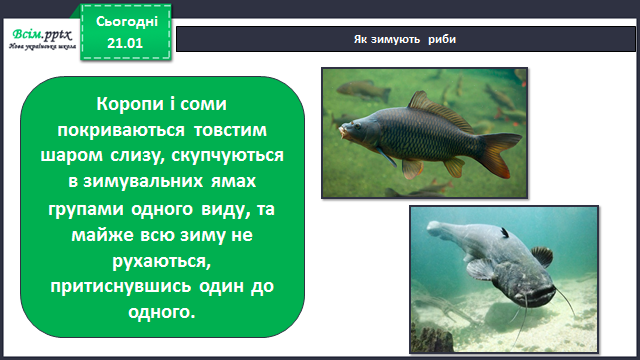 Всім.pptx
Нова українська школа
Сьогодні
21.01
Як зимують риби
Коропи і соми
покриваються товстим
шаром слизу, скупчуються
в зимувальних ямах
групами одного виду, та
майже всю зиму не
рухаються,
притиснувшись один до
одного.